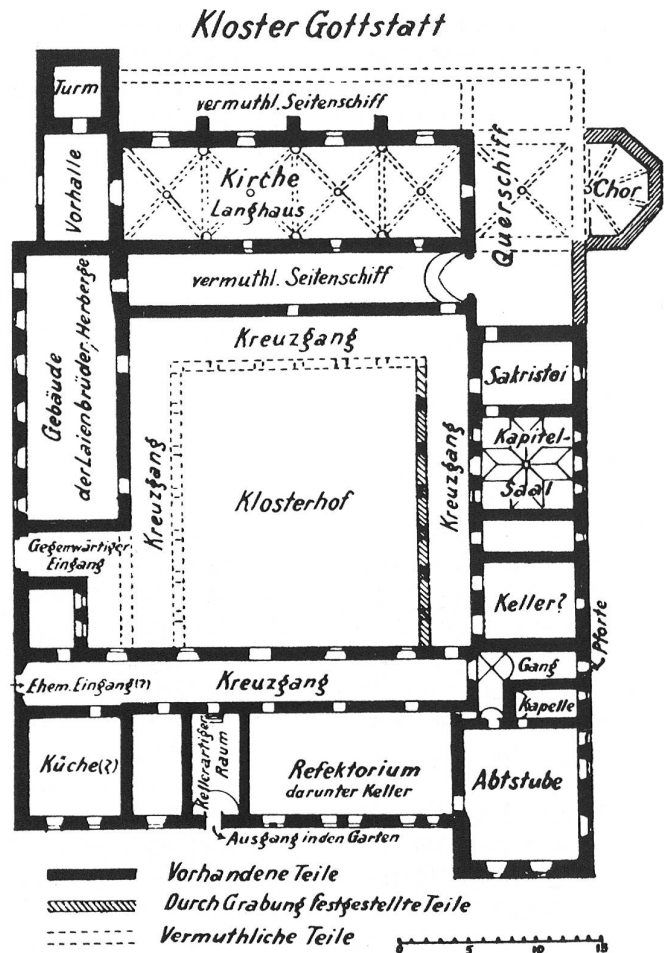 Kloster Gottstatt
Turm
vermuthl. Seitenschiff
Vorhalle
Kirche
Langhaus
Querschiff
Chor
vermuthl. Seitenschiff
Gebäude
der Laienbrüder, Herberge
Kreuzgang
Kreuzgang
Klosterhof
Kreuzgang
Sakristei
Kapitel-
Saal
Gegenwärtiger
Eingang
Keller?
Pforte
Gang
Kapelle
Ehem. Eingang(?)
Kreuzgang
Küche(?)
Kellerartiger
Raum
Refektorium
darunter Keller
Abtstube
Ausgang in den Garten
Vorhandene Teile
Durch Grabung festgestellte Teile
Vermuthliche Teile
0 5 10 15